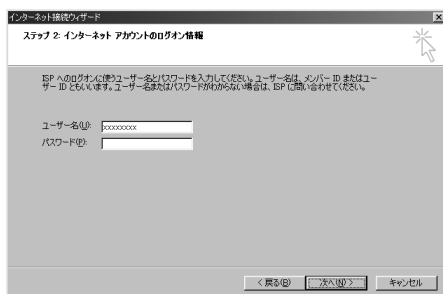 インターネット接続ウィザード
ステップ 2: インターネット アカウントのログオン情報
ISP へのログオンに使うユーザー名とパスワードを入力してください。ユーザー名は、メンバー ID またはユー
ザー ID ともいいます。ユーザー名またはパスワードがわからない場合は、ISP に問い合わせてください。
ユーザー名(U): xxxxxxxx
パスワード(P):
< 戻る(B) 次へ(N) > キャンセル